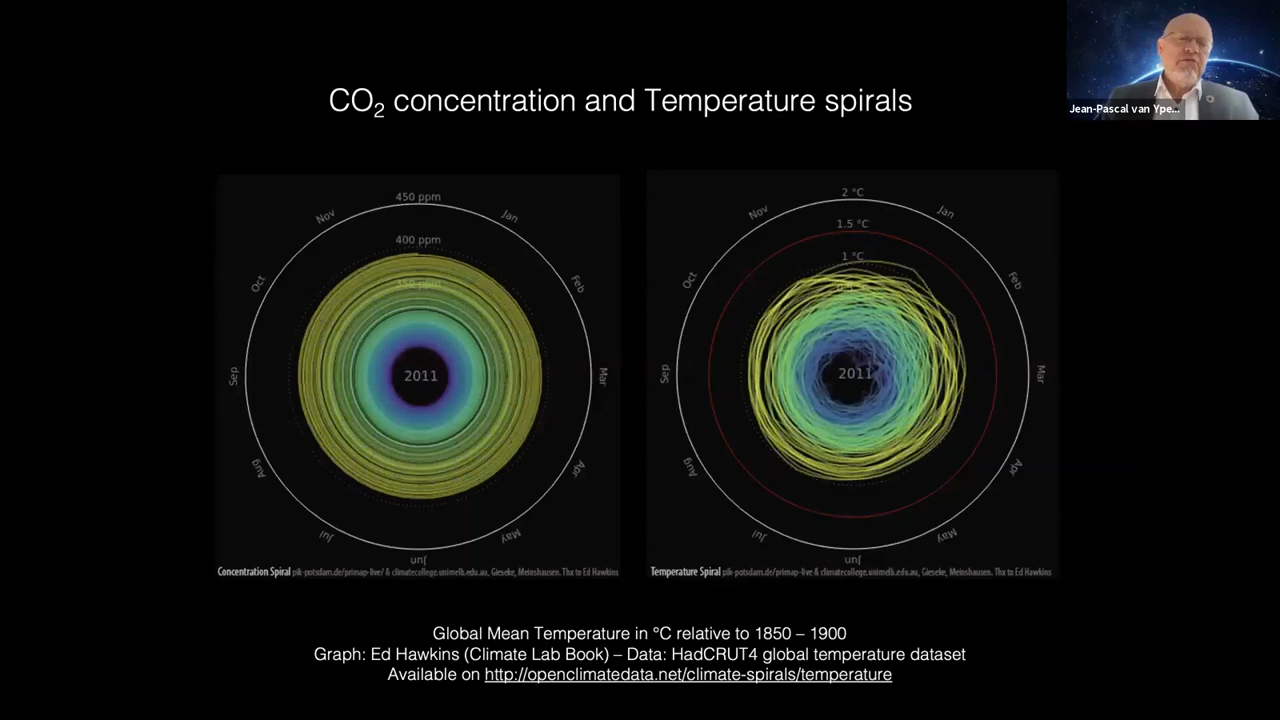 CO2 concentration and Temperature spirals
Jean-Pascal van Ype...
450 ppm
400 ppm
350 ppm
Jan
Feb
Mar
Apr
May
Jun
Jul
Aug
Sep
Oct
Nov
2011
Concentration Spiral pik-potsdam.de/primap-live/ & climatecollege.unimelb.edu.au, Gieseke, Meinshausen. Thx to Ed Hawkins
2 °C
1.5 °C
1 °C
Jan
Feb
Mar
Apr
May
Jun
Jul
Aug
Sep
Oct
Nov
2011
Temperature Spiral pik-potsdam.de/primap-live & climatecollege.unimelb.edu.au, Gieseke, Meinshausen. Thx to Ed Hawkins
Global Mean Temperature in °C relative to 1850 – 1900
Graph: Ed Hawkins (Climate Lab Book) – Data: HadCRUT4 global temperature dataset
Available on http://openclimatedata.net/climate-spirals/temperature